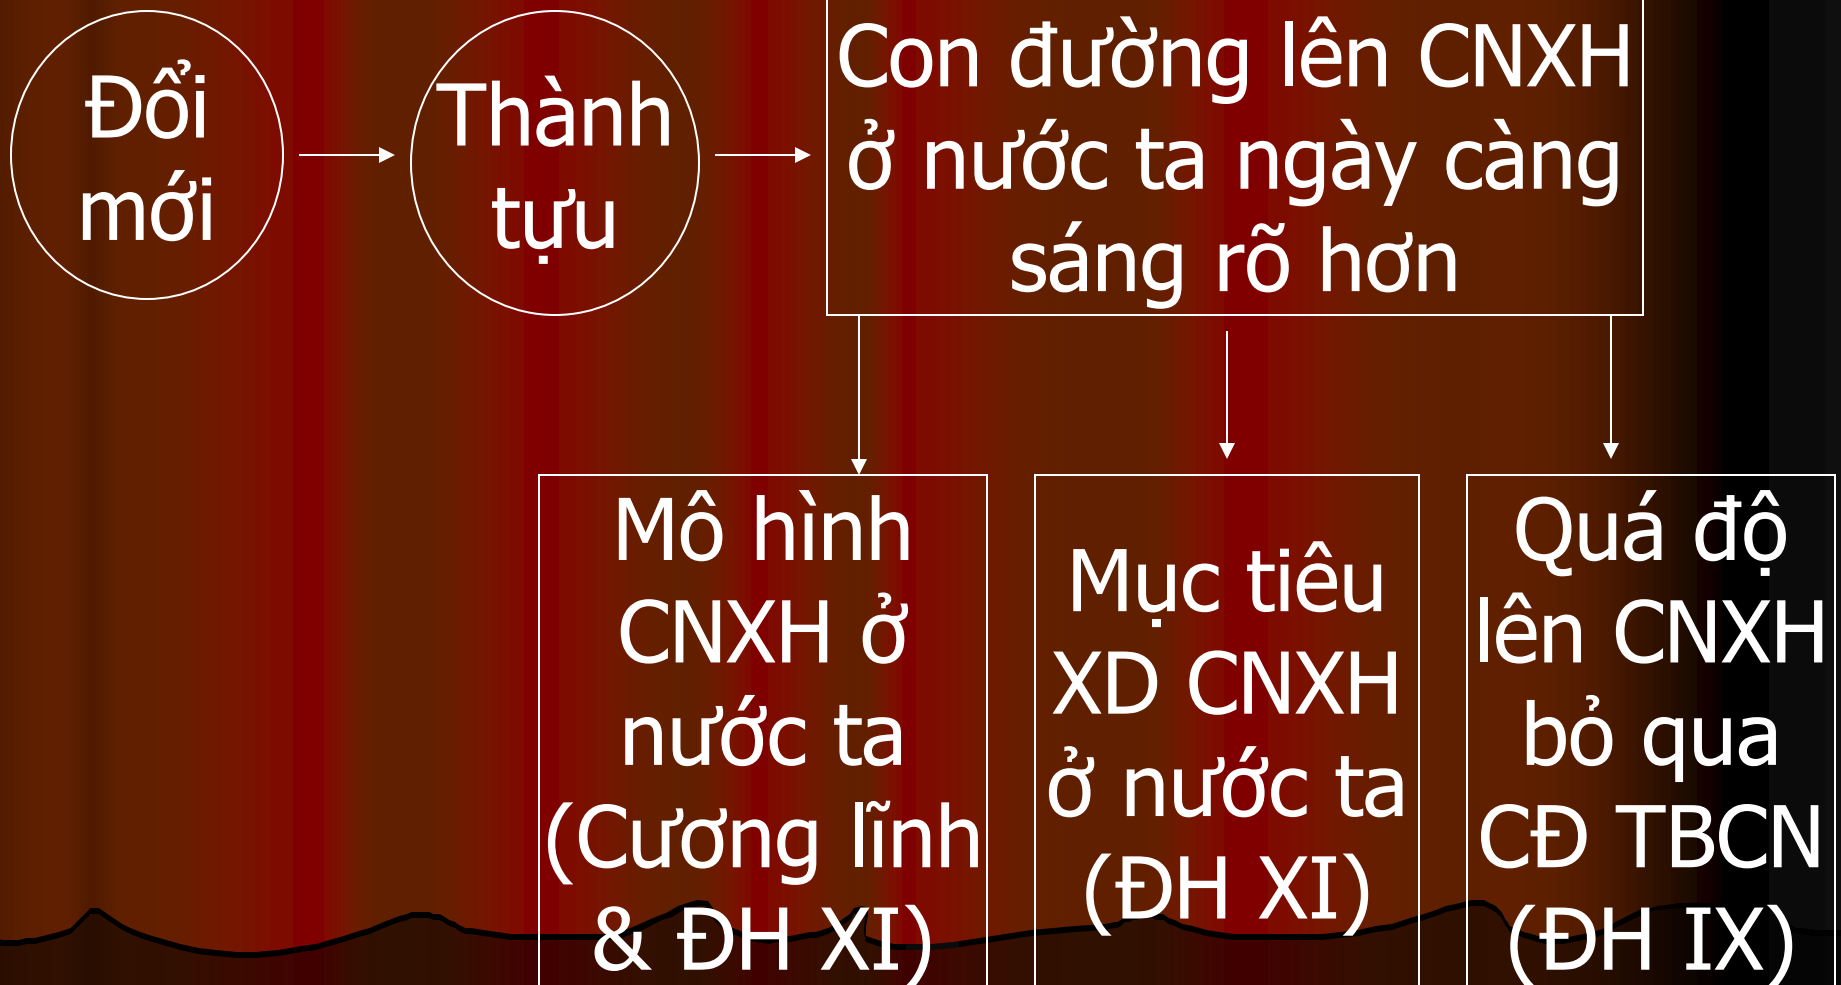 Đổi
mới
Thành
tựu
Con đường lên CNXH
ở nước ta ngày càng
sáng rõ hơn
Mô hình
CNXH ở
nước ta
(Cương lĩnh
& ĐH XI)
Mục tiêu
XD CNXH
ở nước ta
(ĐH XI)
Quá độ
lên CNXH
bỏ qua
CĐ TBCN
(ĐH IX)